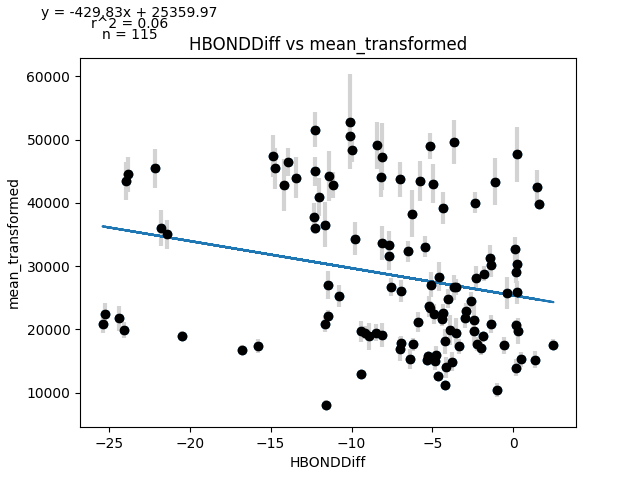 y = -429.83x + 25359.97
r^2 = 0.06
n = 115
HBONDDiff vs mean_transformed
60000
50000
40000
30000
20000
10000
mean_transformed
−25
−20
−15
−10
−5
0
HBONDDiff